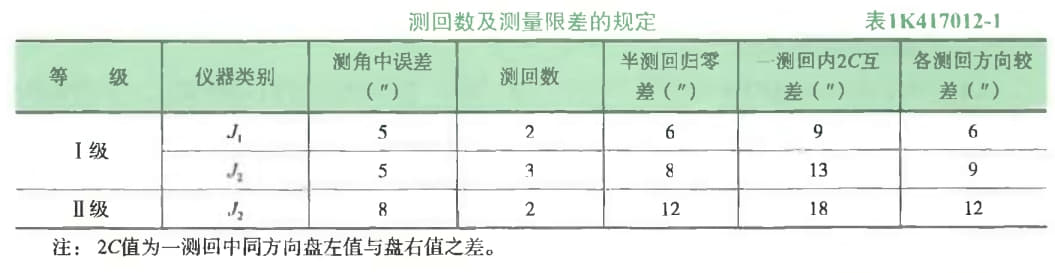 测回数及测量限差的规定 表1K417012-1
等 级 仪器类别 测角中误差(″) 测回数 半测回归零差(″) 一测回内2C互差(″) 各测回方向较差(″)
Ⅰ级 J₁ 5 2 6 9 6
J₂ 5 3 8 13 9
Ⅱ级 J₂ 8 2 12 18 12
注: 2C值为一测回中同方向盘左值与盘右值之差。